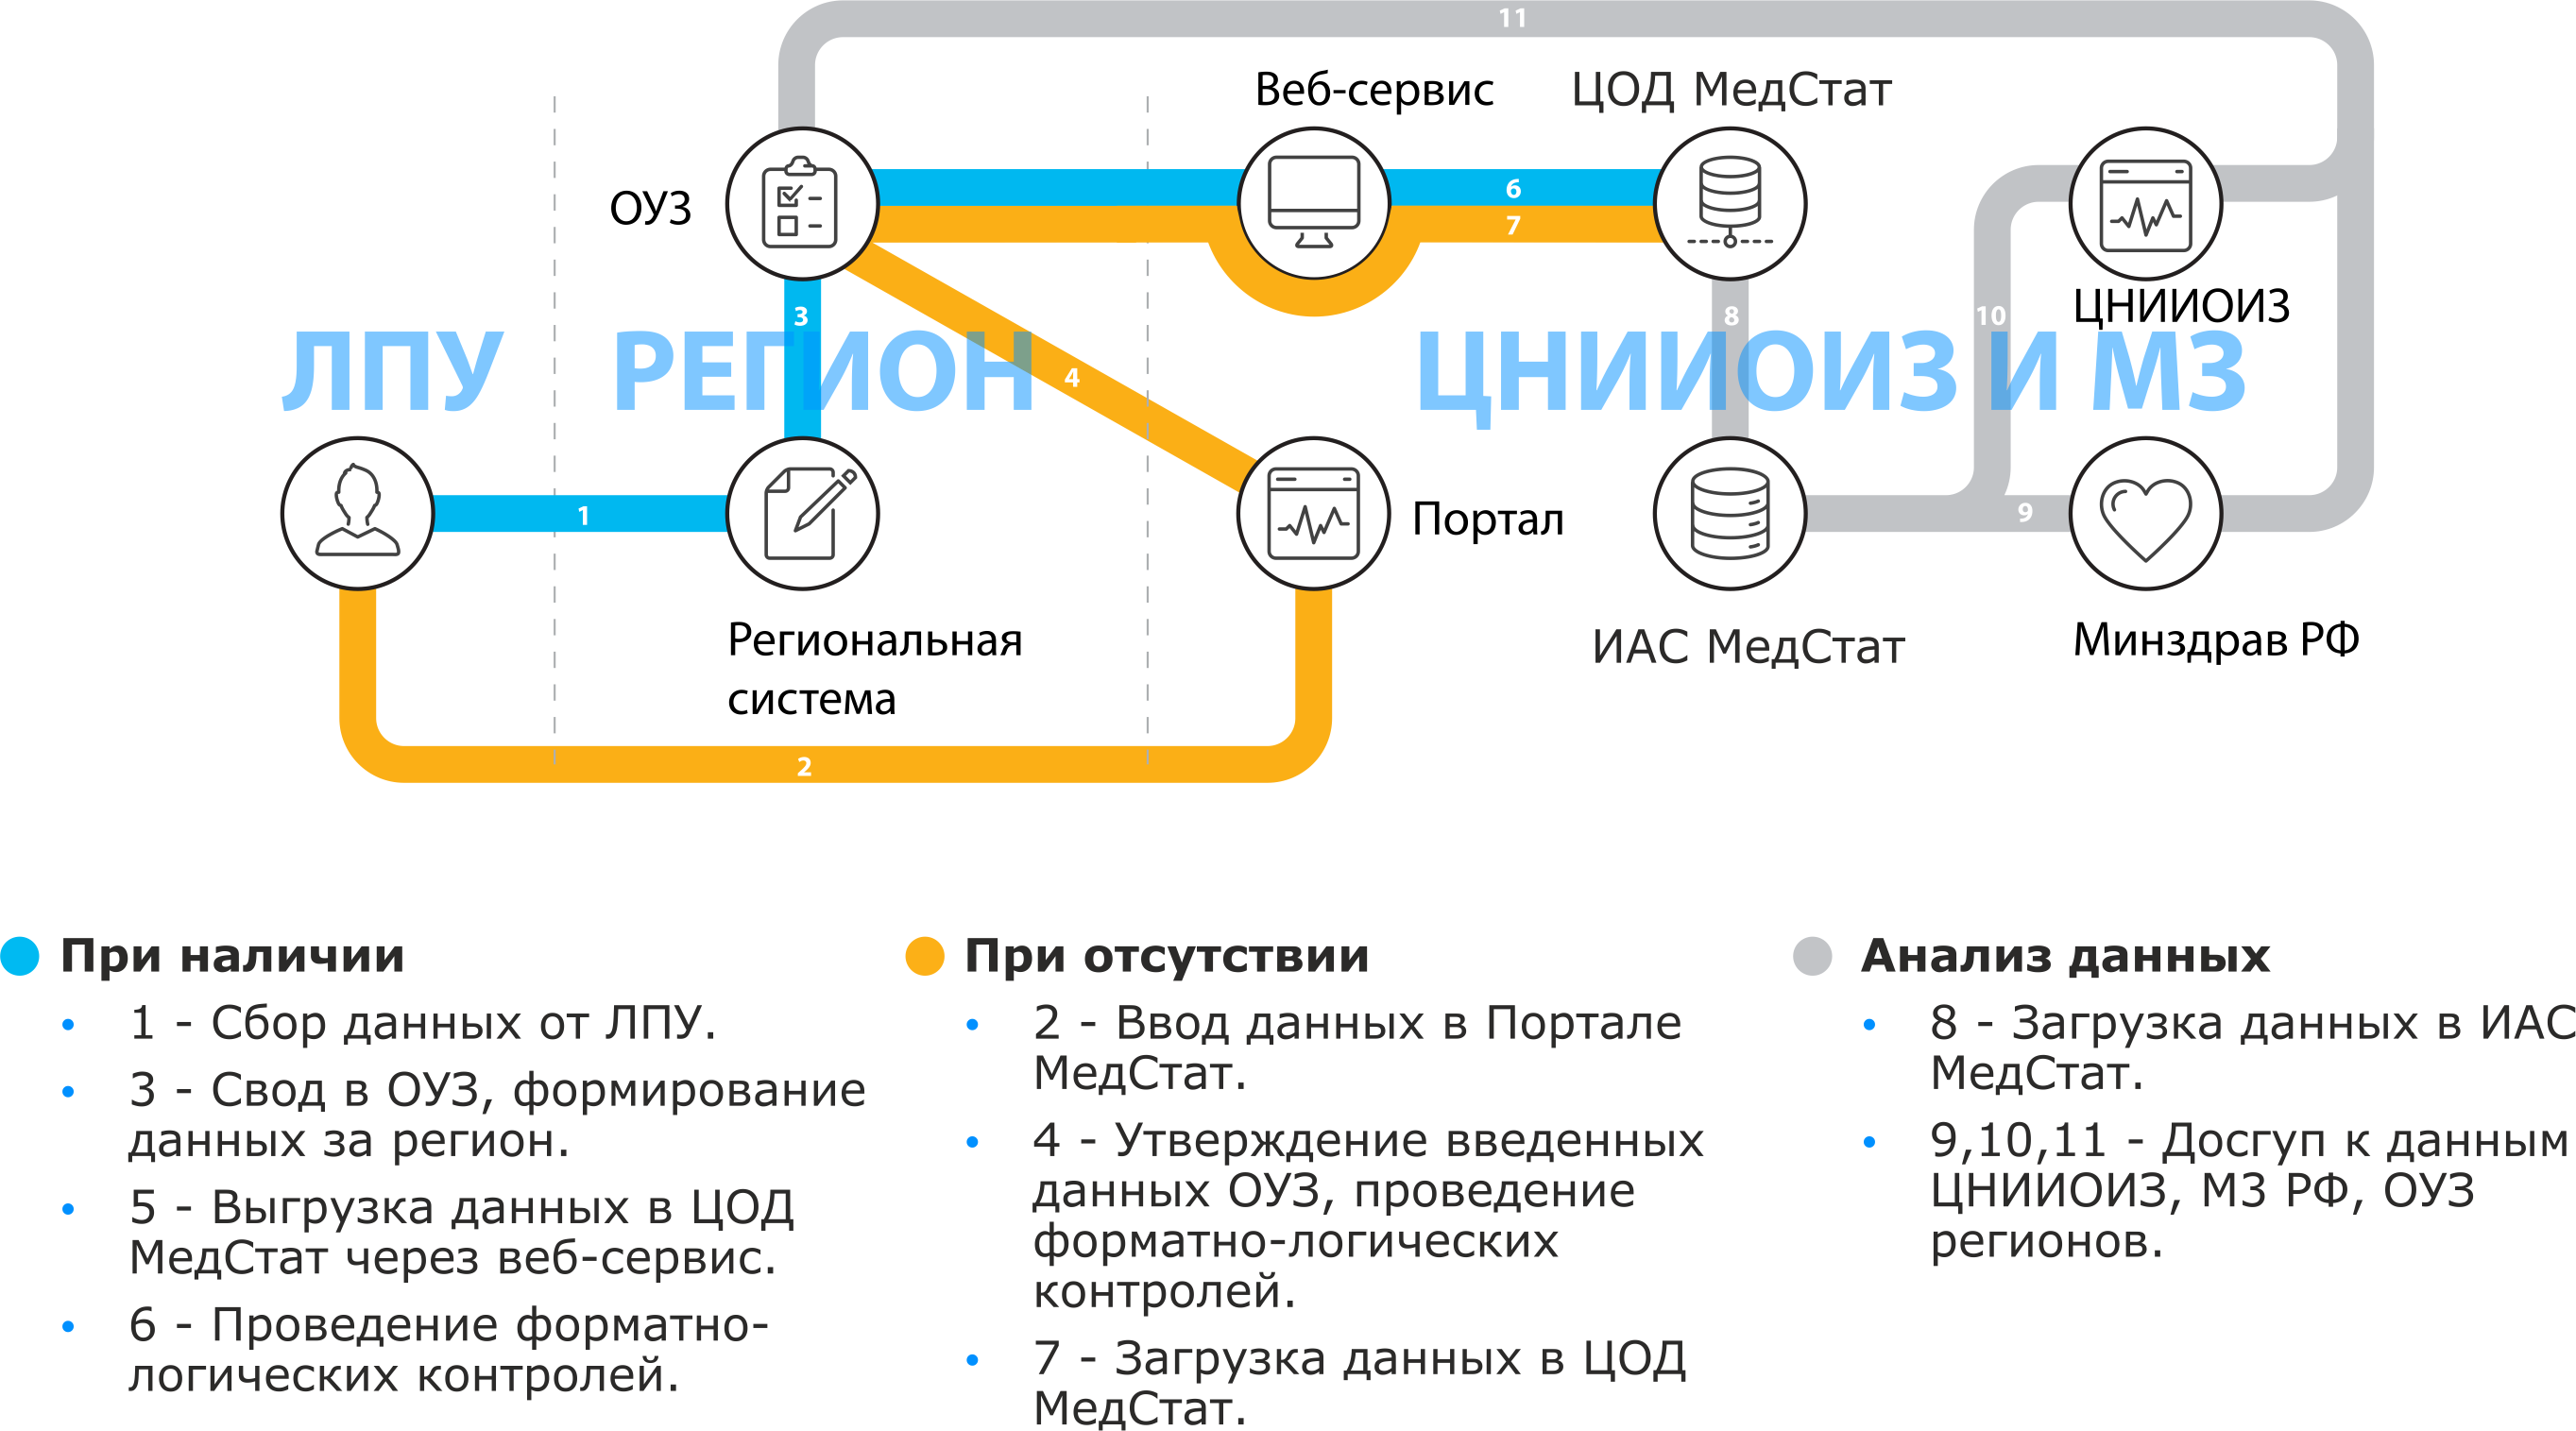 11
Веб-сервис
ЦОД МедСтат
ОУЗ
6
7
3
8
10
ЦНИИОИЗ
ЛПУ
РЕГИОН
ЦНИИОИЗ И МЗ
4
1
Портал
9
Региональная
система
ИАС МедСтат
Минздрав РФ
2
При наличии
1 - Сбор данных от ЛПУ.
3 - Свод в ОУЗ, формирование
данных за регион.
5 - Выгрузка данных в ЦОД
МедСтат через веб-сервис.
6 - Проведение форматно-
логических контролей.
При отсутствии
2 - Ввод данных в Портале
МедСтат.
4 - Утверждение введенных
данных ОУЗ, проведение
форматно-логических
контролей.
7 - Загрузка данных в ЦОД
МедСтат.
Анализ данных
8 - Загрузка данных в ИАС
МедСтат.
9,10,11 - Досгуп к данным
ЦНИИОИЗ, МЗ РФ, ОУЗ
регионов.